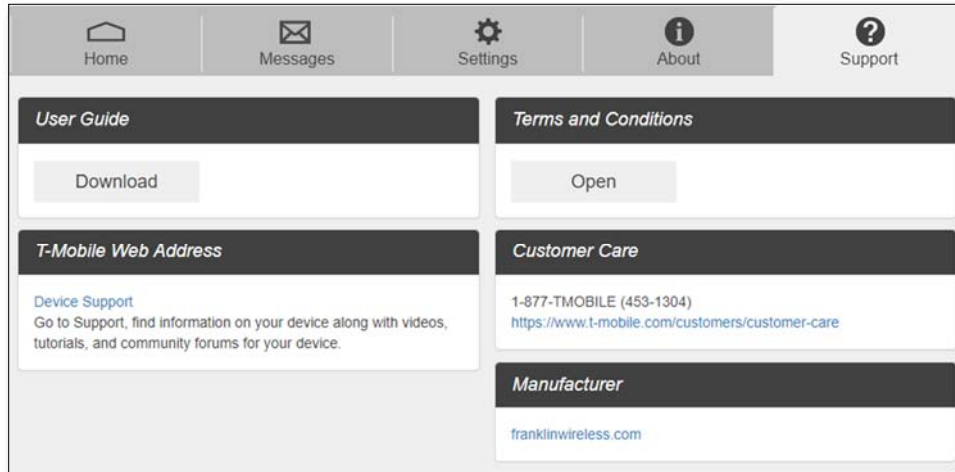 Home
Messages
Settings
About
Support
User Guide
Download
T-Mobile Web Address
Device Support
Go to Support, find information on your device along with videos,
tutorials, and community forums for your device.
Terms and Conditions
Open
Customer Care
1-877-TMOBILE (453-1304)
https://www.t-mobile.com/customers/customer-care
Manufacturer
franklinwireless.com